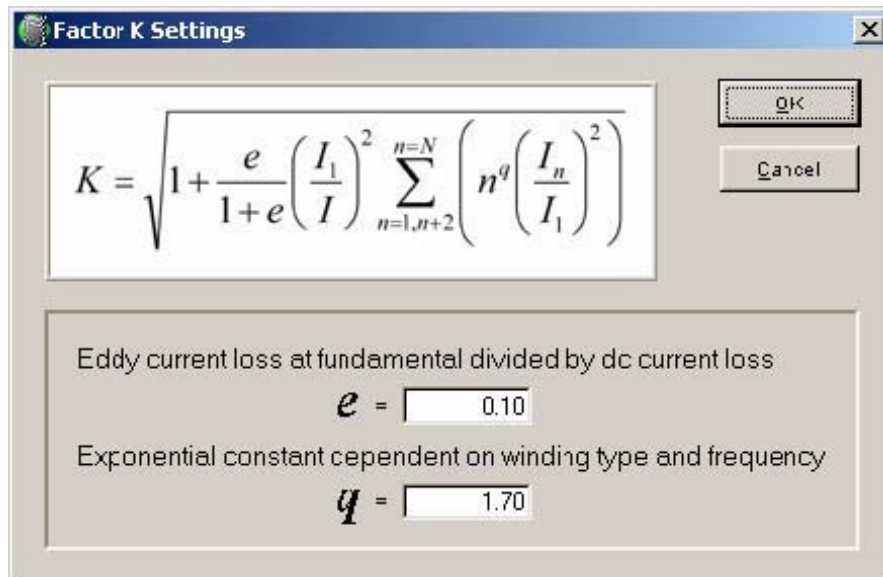 Factor K Settings
K = √(1 + e/(1 + e) (I₁/I)² ∑ n=1,n+2 n=N (n^q (Iₙ/I₁)²))
OK
Cancel
Eddy current loss at fundamental divided by dc current loss
e = 0.10
Exponential constant cependent on winding type and frequency
q = 1.70